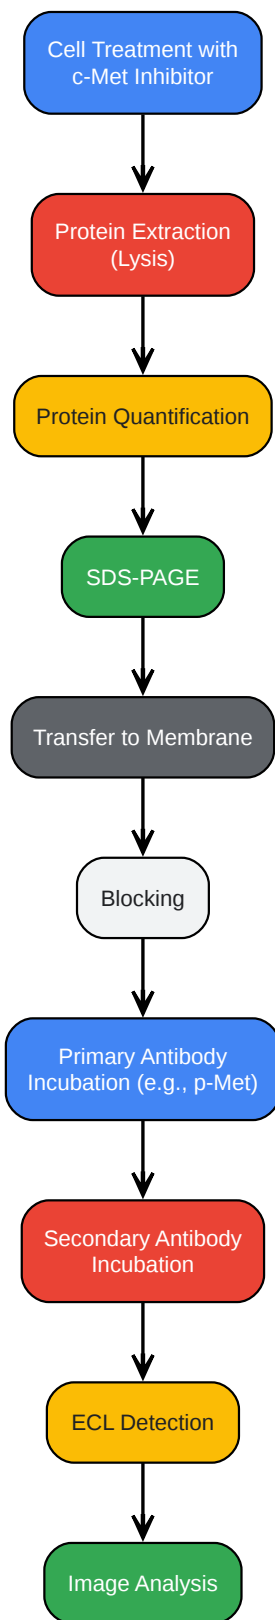 Cell Treatment with
c-Met Inhibitor
Protein Extraction
(Lysis)
Protein Quantification
SDS-PAGE
Transfer to Membrane
Blocking
Primary Antibody
Incubation (e.g., p-Met)
Secondary Antibody
Incubation
ECL Detection
Image Analysis